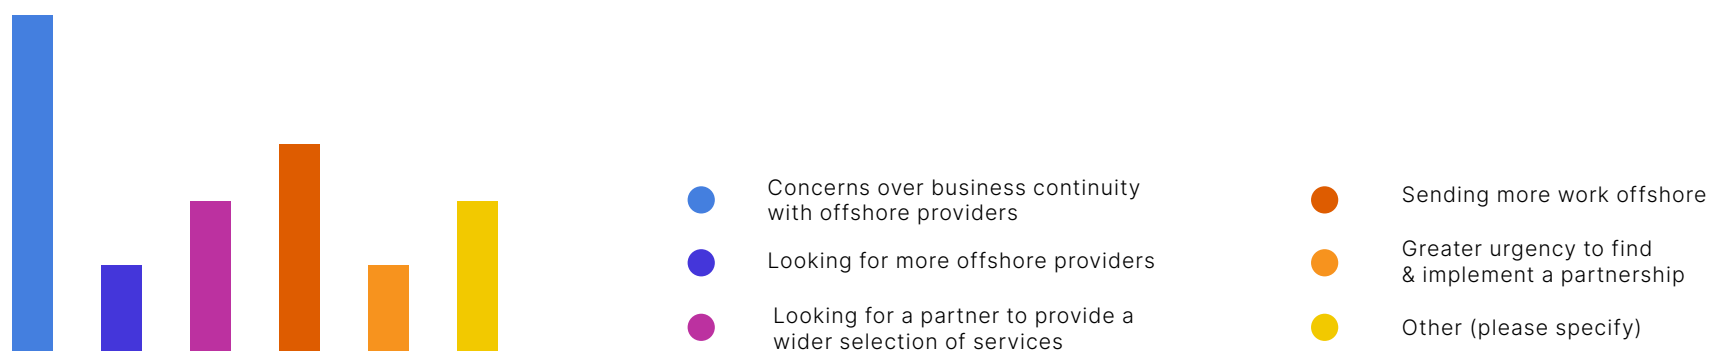 Concerns over business continuity
with offshore providers
Looking for more offshore providers
Looking for a partner to provide a
wider selection of services
Sending more work offshore
Greater urgency to find
& implement a partnership
Other (please specify)